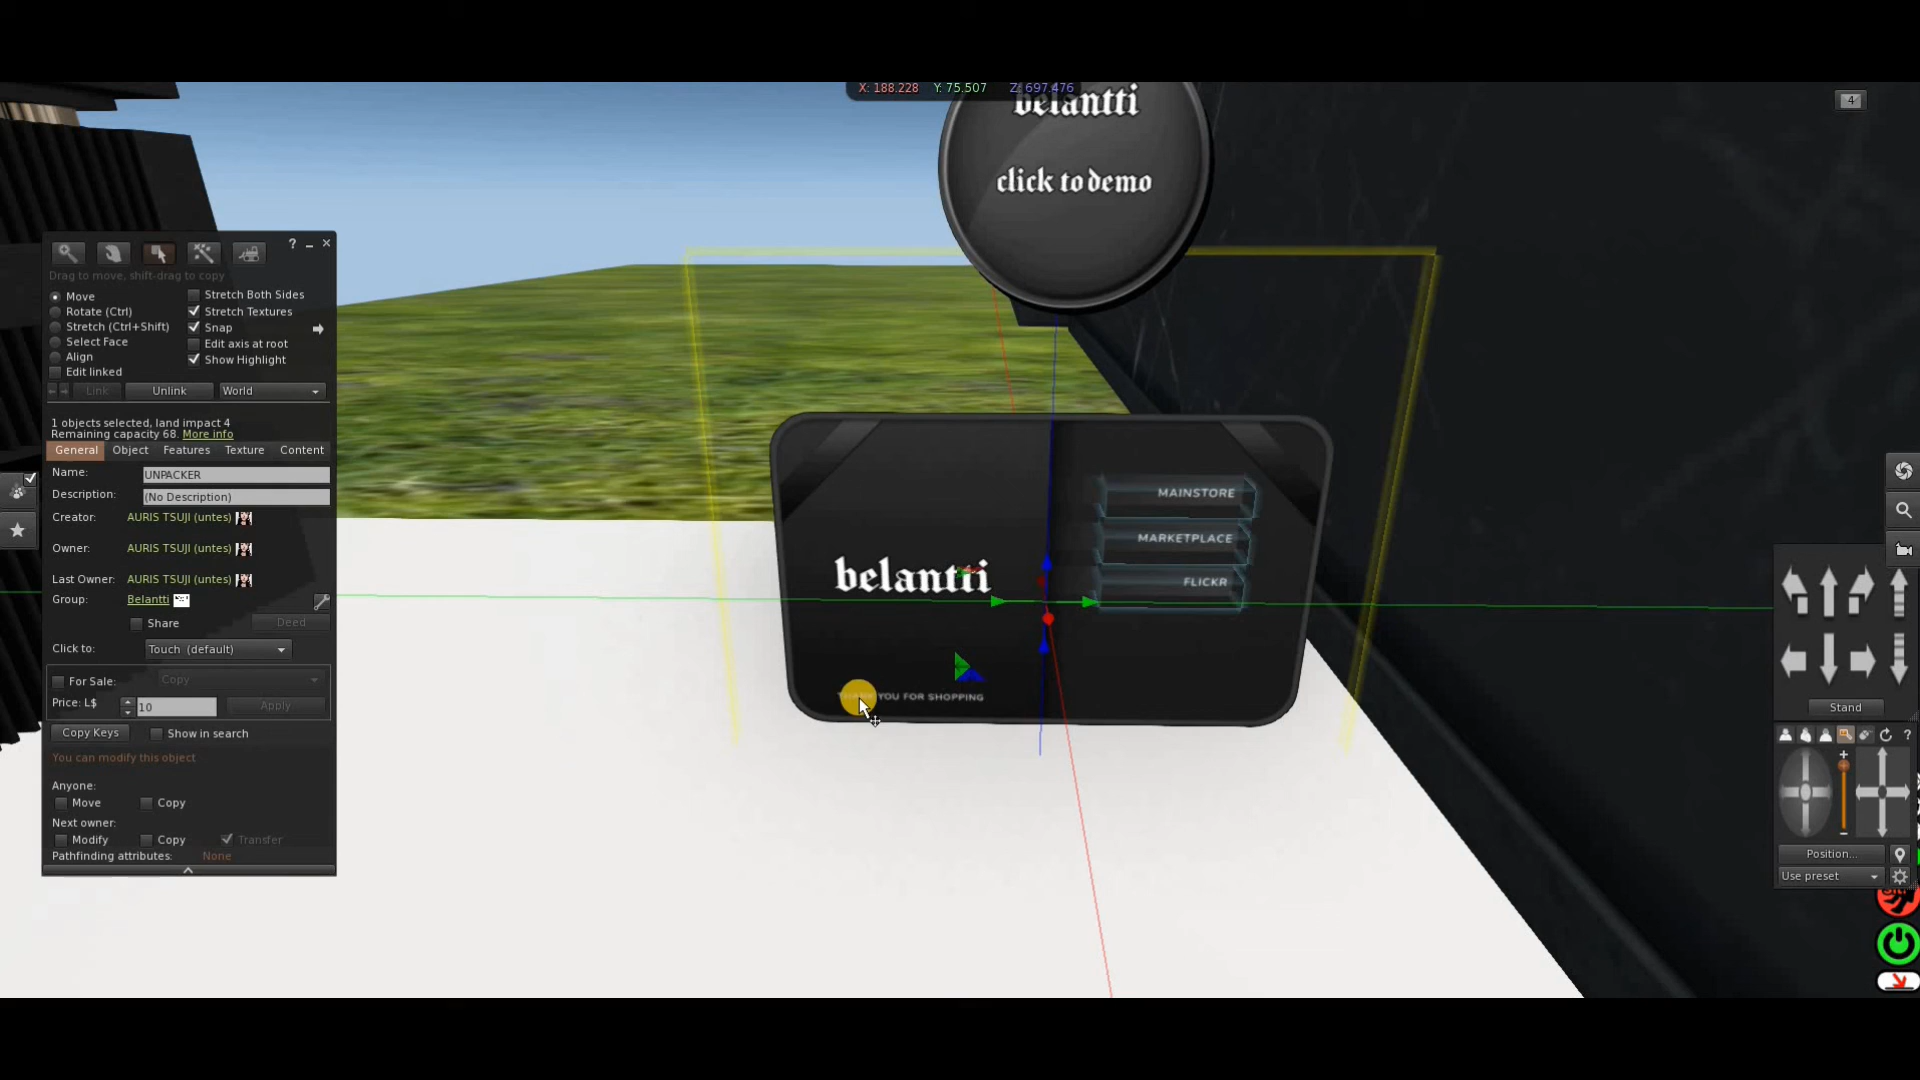 X: 188.228 Y: 75.507 Z: 697.476
4
belantti
click to demo
? _ ×
Drag to move, shift-drag to copy
Move
Rotate (Ctrl)
Stretch (Ctrl+Shift)
Select Face
Align
Edit linked
Stretch Both Sides
Stretch Textures
Snap
Edit axis at root
Show Highlight
Link Unlink World
1 objects selected, land impact 4
Remaining capacity 68. More info
General Object Features Texture Content
Name: UNPACKER
Description: (No Description)
Creator: AURIS TSUJI (untes)
Owner: AURIS TSUJI (untes)
Last Owner: AURIS TSUJI (untes)
Group: Belantti
Share Deed
Click to: Touch (default)
For Sale: Copy
Price: L$ 10 Apply
Copy Keys Show in search
You can modify this object
Anyone:
Move Copy
Next owner:
Modify Copy Transfer
Pathfinding attributes: None
belantti
YOU FOR SHOPPING
MAINSTORE
MARKETPLACE
FLICKR
Stand
?
Position...
Use preset